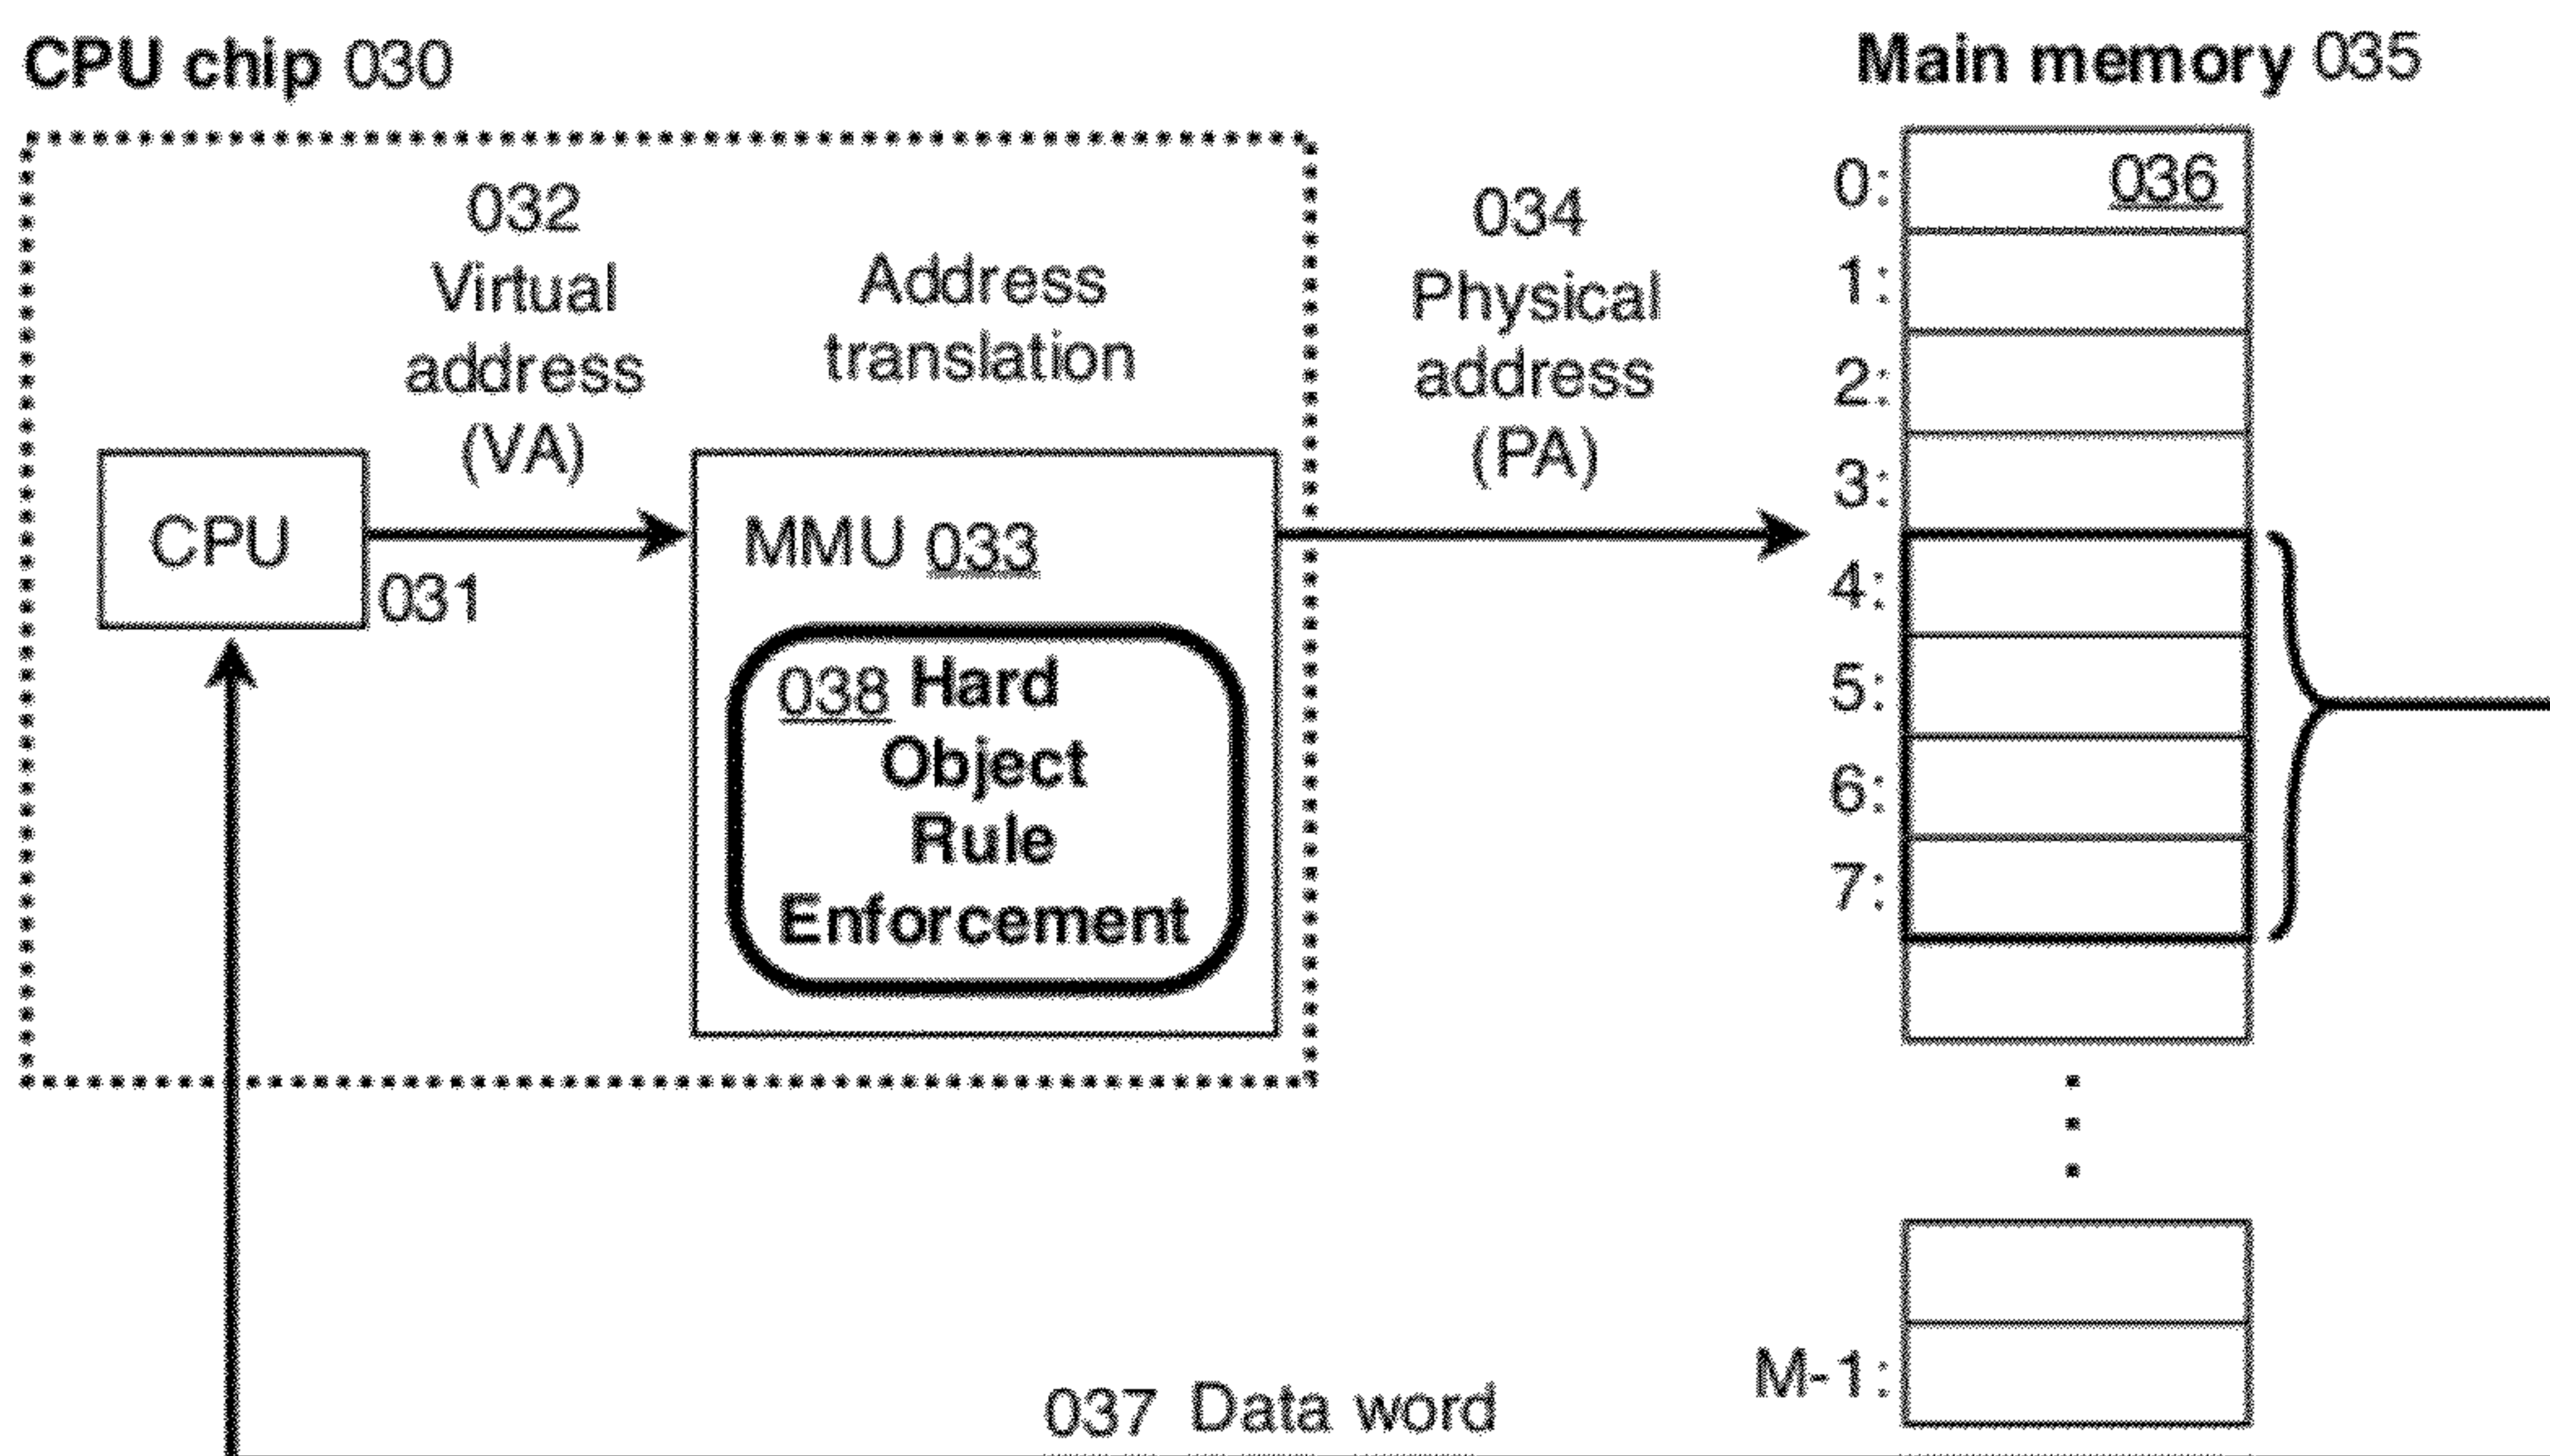 CPU chip 030
Main memory 035
032
Virtual
address
(VA)
Address
translation
034
Physical
address
(PA)
CPU
031
MMU 033
038 Hard
Object
Rule
Enforcement
0:
036
1:
2:
3:
4:
5:
6:
7:
M-1:
037 Data word